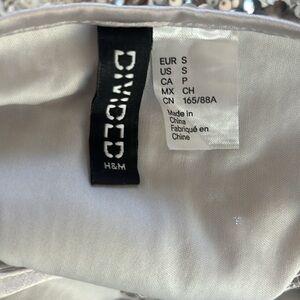 DIVIDED
H&M
EUR S
US S
CA P
MX CH
CN 165/88A
Made in
China
Fabriqué en
Chine